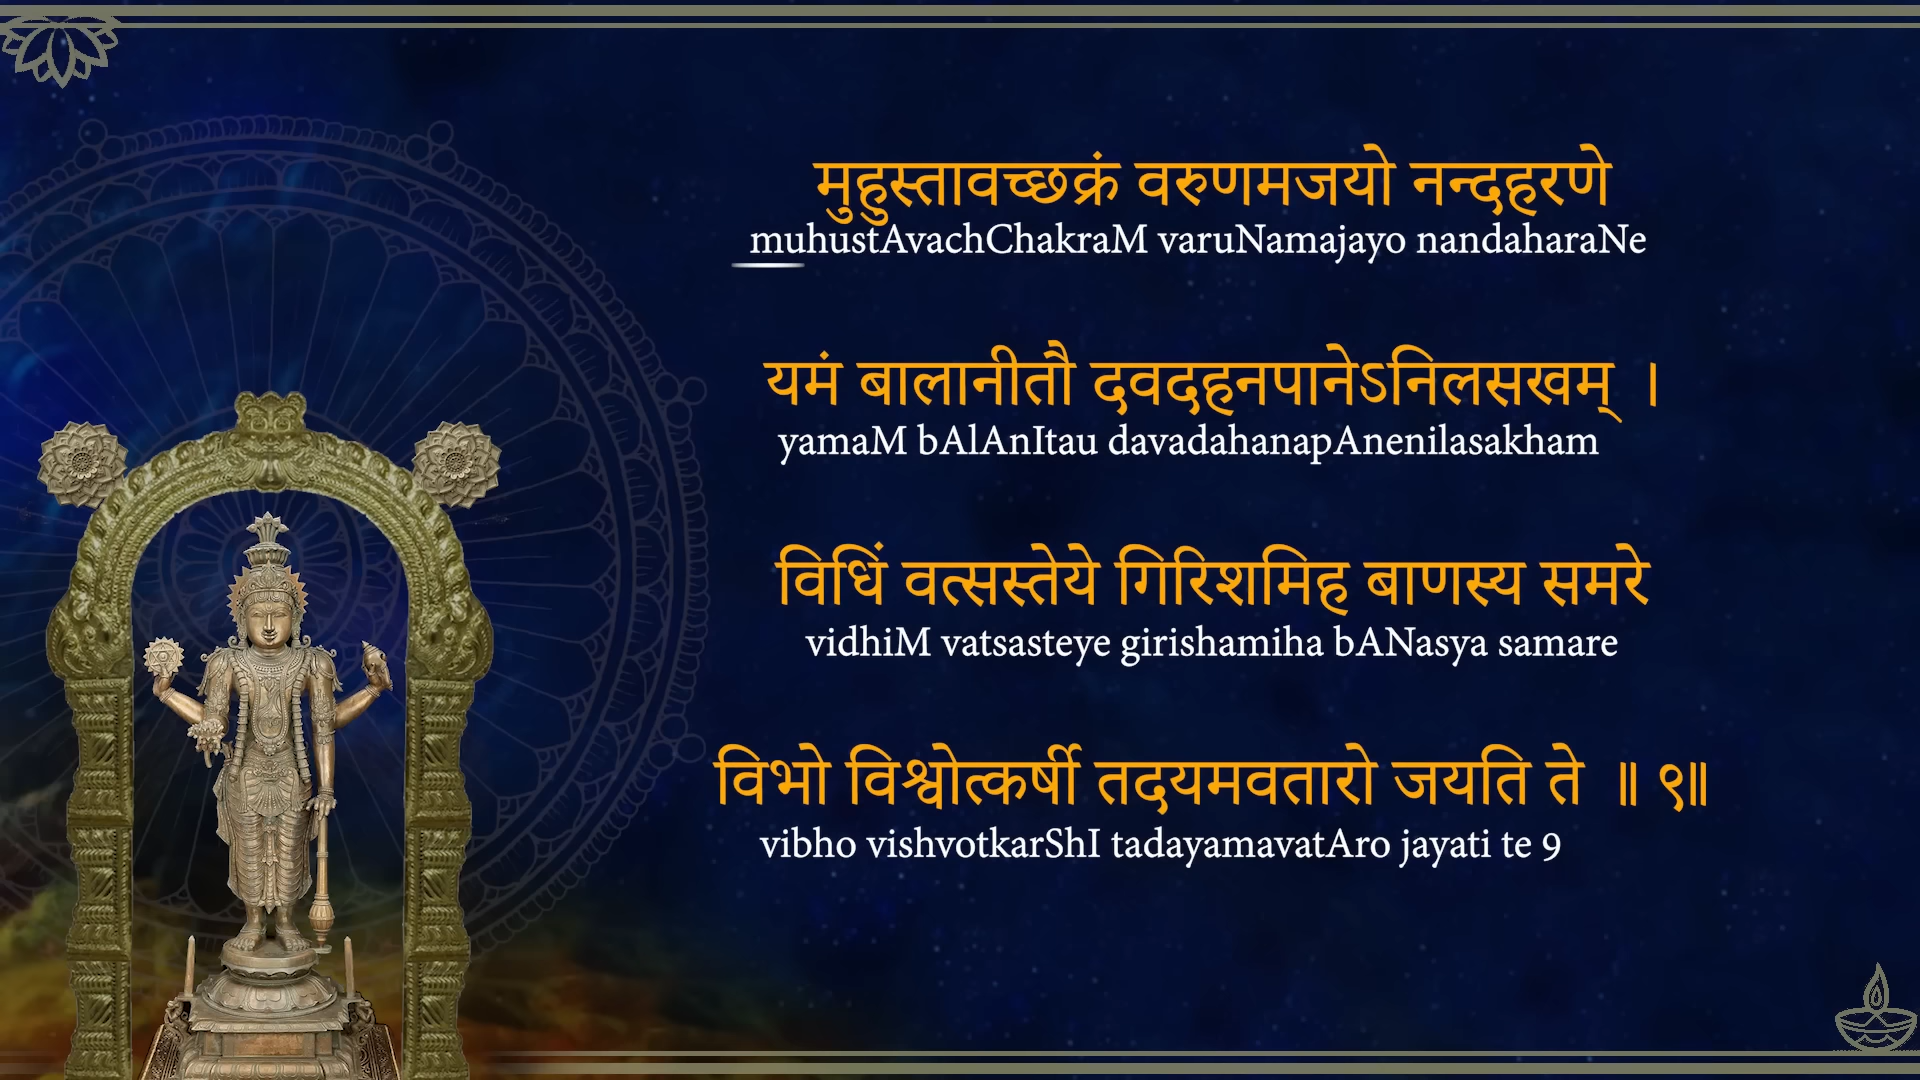 मुहुस्तावच्छक्रं वरुणमजयो नन्दहरणे
muhustAvachChakraM varuNamajayo nandaharaNe
यमं बालानीतौ दवदहनपानेऽनिलसखम् ।
yamaM bAlAnItau davadahanapAnenilasakham
विधिं वत्सस्तेये गिरिशमिह बाणस्य समरे
vidhiM vatsasteye girishamiha bANasya samare
विभो विश्वोत्कर्षी तदयमवतारो जयति ते ॥ ९॥
vibho vishvotkarShI tadayamavatAro jayati te 9